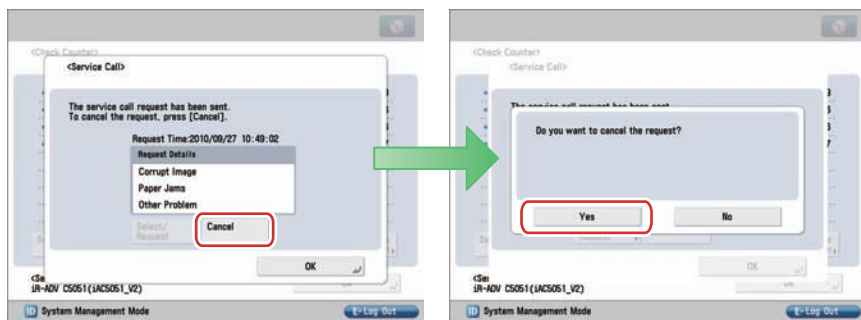 <Check Counter>
<Service Call>
The service call request has been sent.
To cancel the request, press [Cancel].
Request Time:2010/09/27 10:49:02
Request Details
Corrupt Image
Paper Jams
Other Problem
Select/
Request
Cancel
OK
iR-ADV C5051(iAC5051_V2)
ID System Management Mode
Log Out
<Check Counter>
<Service Call>
The service call request has been sent.
Do you want to cancel the request?
Yes
No
OK
iR-ADV C5051(iAC5051_V2)
ID System Management Mode
Log Out